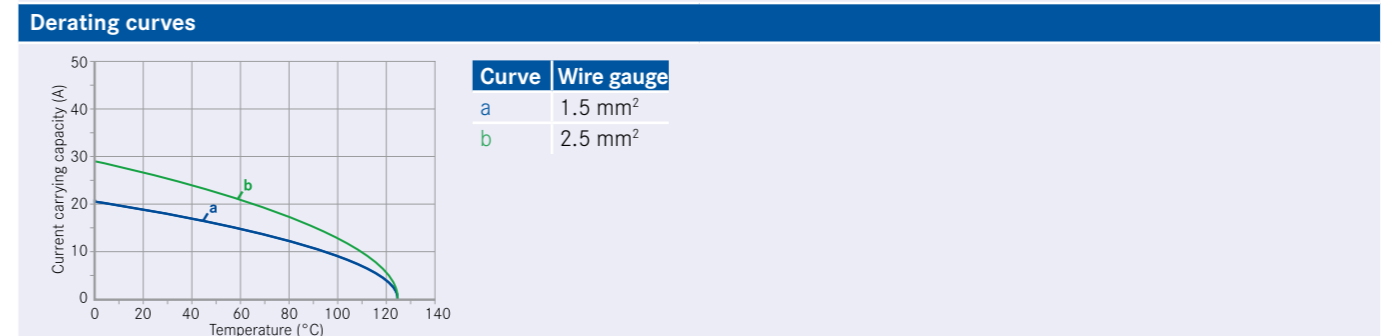 Derating curves
50
40
30
20
10
0
Current carrying capacity (A)
b
a
0 20 40 60 80 100 120 140
Temperature (°C)
Curve Wire gauge
a 1.5 mm²
b 2.5 mm²